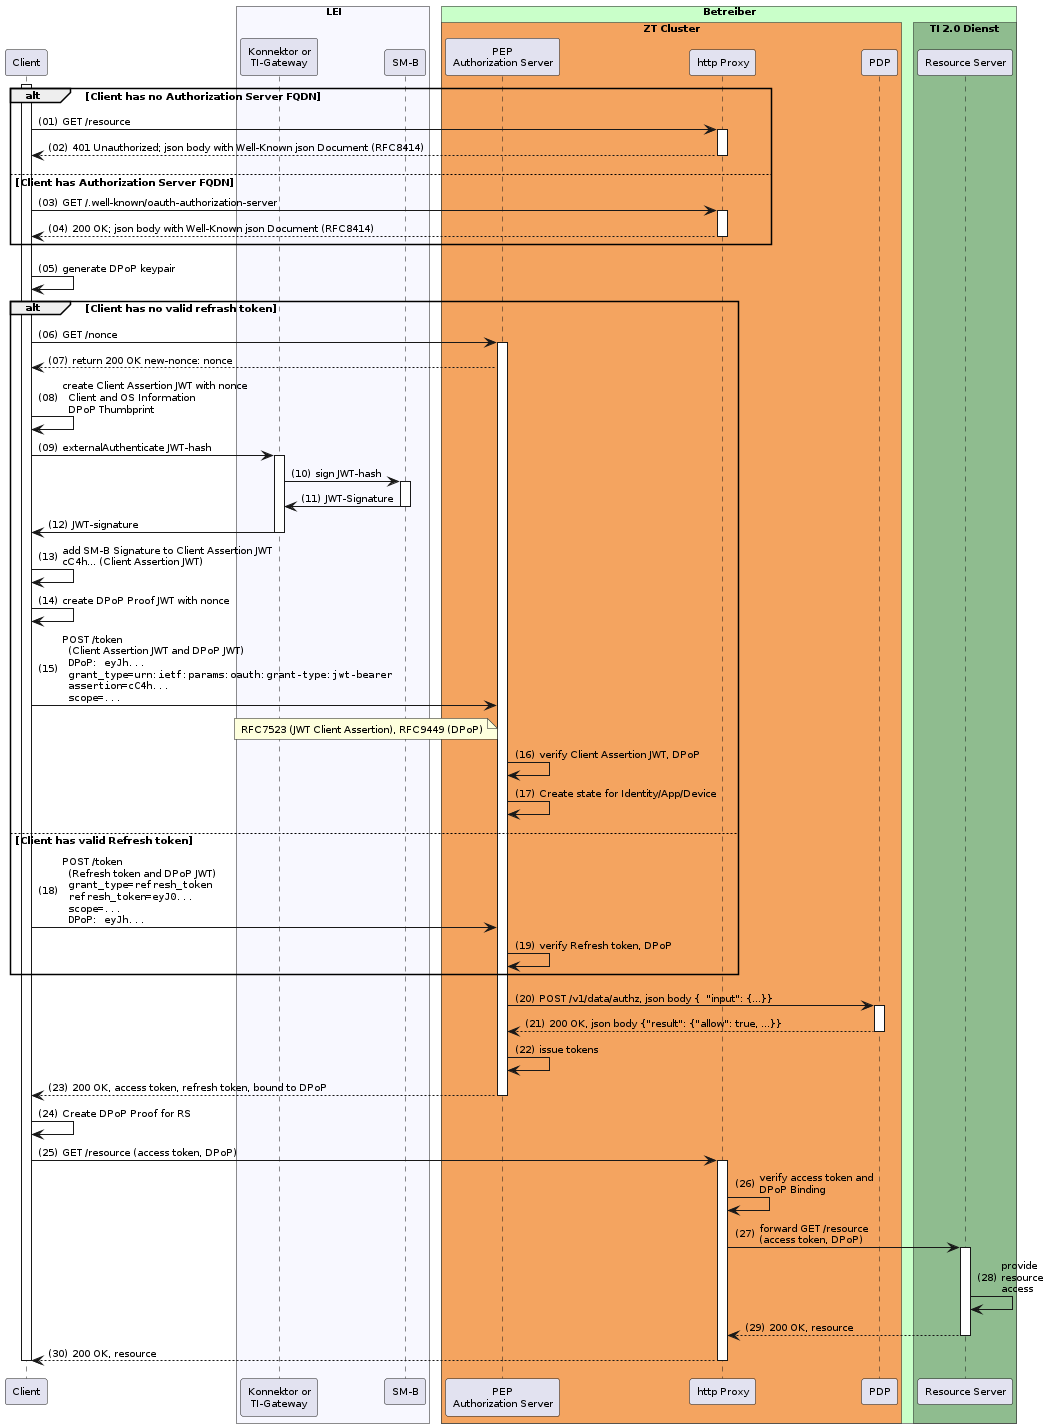 LEI
Betreiber
ZT Cluster
TI 2.0 Dienst
Client
Konnektor or
TI-Gateway
SM-B
PEP
Authorization Server
http Proxy
PDP
Resource Server
alt
[Client has no Authorization Server FQDN]
(01) GET /resource
(02) 401 Unauthorized; json body with Well-Known json Document (RFC8414)
[Client has Authorization Server FQDN]
(03) GET /.well-known/oauth-authorization-server
(04) 200 OK; json body with Well-Known json Document (RFC8414)
(05) generate DPoP keypair
alt
[Client has no valid refrash token]
(06) GET /nonce
(07) return 200 OK new-nonce: nonce
(08) create Client Assertion JWT with nonce
Client and OS Information
DPoP Thumbprint
(09) externalAuthenticate JWT-hash
(10) sign JWT-hash
(11) JWT-Signature
(12) JWT-signature
(13) add SM-B Signature to Client Assertion JWT
cC4h... (Client Assertion JWT)
(14) create DPoP Proof JWT with nonce
(15) POST /token
(Client Assertion JWT and DPoP JWT)
DPoP: eyJh...
grant_type=urn:ietf:params:oauth:grant-type:jwt-bearer
assertion=cC4h...
scope=...
RFC7523 (JWT Client Assertion), RFC9449 (DPoP)
(16) verify Client Assertion JWT, DPoP
(17) Create state for Identity/App/Device
[Client has valid Refresh token]
(18) POST /token
(Refresh token and DPoP JWT)
grant_type=refresh_token
refresh_token=eyJ0...
scope=...
DPoP: eyJh...
(19) verify Refresh token, DPoP
(20) POST /v1/data/authz, json body { "input": {...}}
(21) 200 OK, json body {"result": {"allow": true, ...}}
(22) issue tokens
(23) 200 OK, access token, refresh token, bound to DPoP
(24) Create DPoP Proof for RS
(25) GET /resource (access token, DPoP)
(26) verify access token and
DPoP Binding
(27) forward GET /resource
(access token, DPoP)
(28) provide
resource
access
(29) 200 OK, resource
(30) 200 OK, resource
Client
Konnektor or
TI-Gateway
SM-B
PEP
Authorization Server
http Proxy
PDP
Resource Server